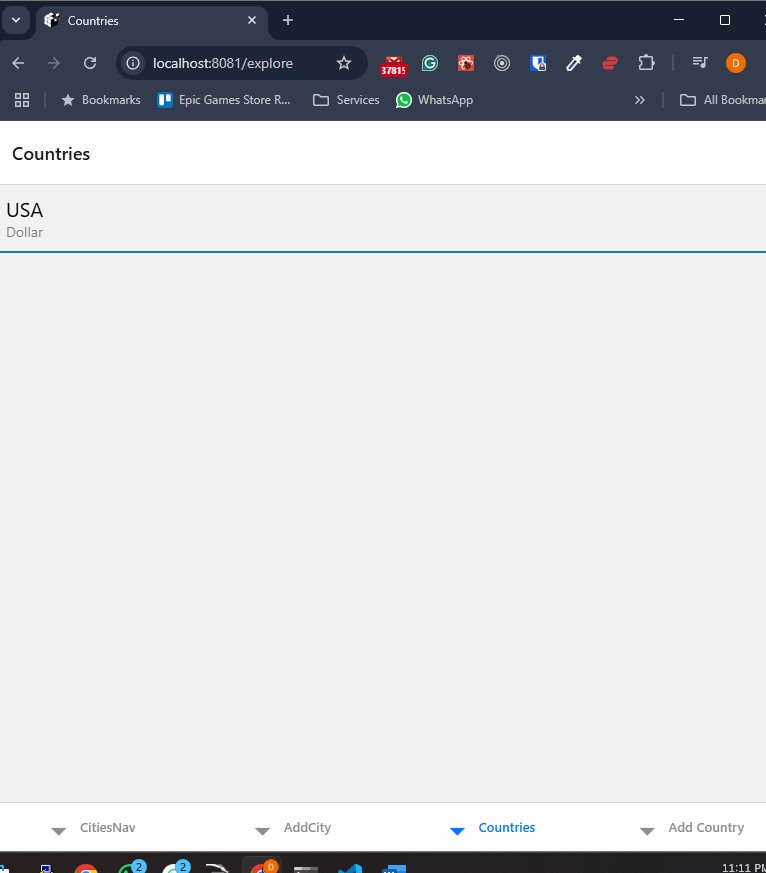 Countries
localhost:8081/explore
37815
D
Bookmarks
Epic Games Store R...
Services
WhatsApp
All Bookmar
Countries
USA
Dollar
CitiesNav
AddCity
Countries
Add Country
2
2
D
11:11 PM